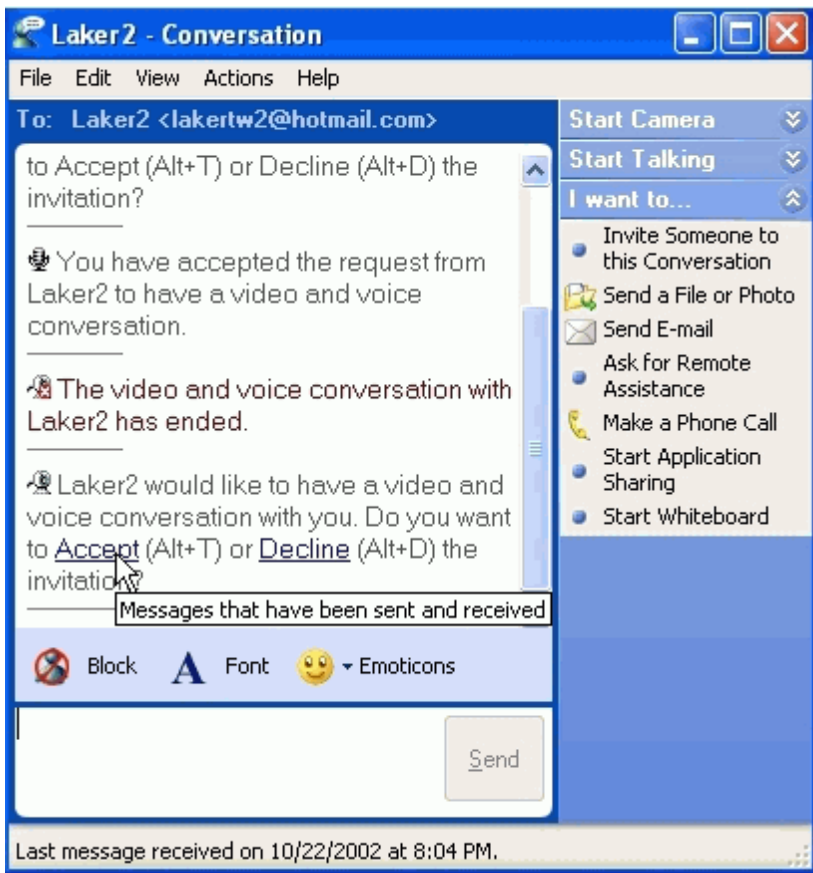 Laker2 - Conversation
File Edit View Actions Help
To: Laker2 <lakertw2@hotmail.com>
to Accept (Alt+T) or Decline (Alt+D) the
invitation?
You have accepted the request from
Laker2 to have a video and voice
conversation.
The video and voice conversation with
Laker2 has ended.
Laker2 would like to have a video and
voice conversation with you. Do you want
to Accept (Alt+T) or Decline (Alt+D) the
invitation?
Messages that have been sent and received
Block Font Emoticons
Send
Start Camera
Start Talking
I want to...
Invite Someone to
this Conversation
Send a File or Photo
Send E-mail
Ask for Remote
Assistance
Make a Phone Call
Start Application
Sharing
Start Whiteboard
Last message received on 10/22/2002 at 8:04 PM.